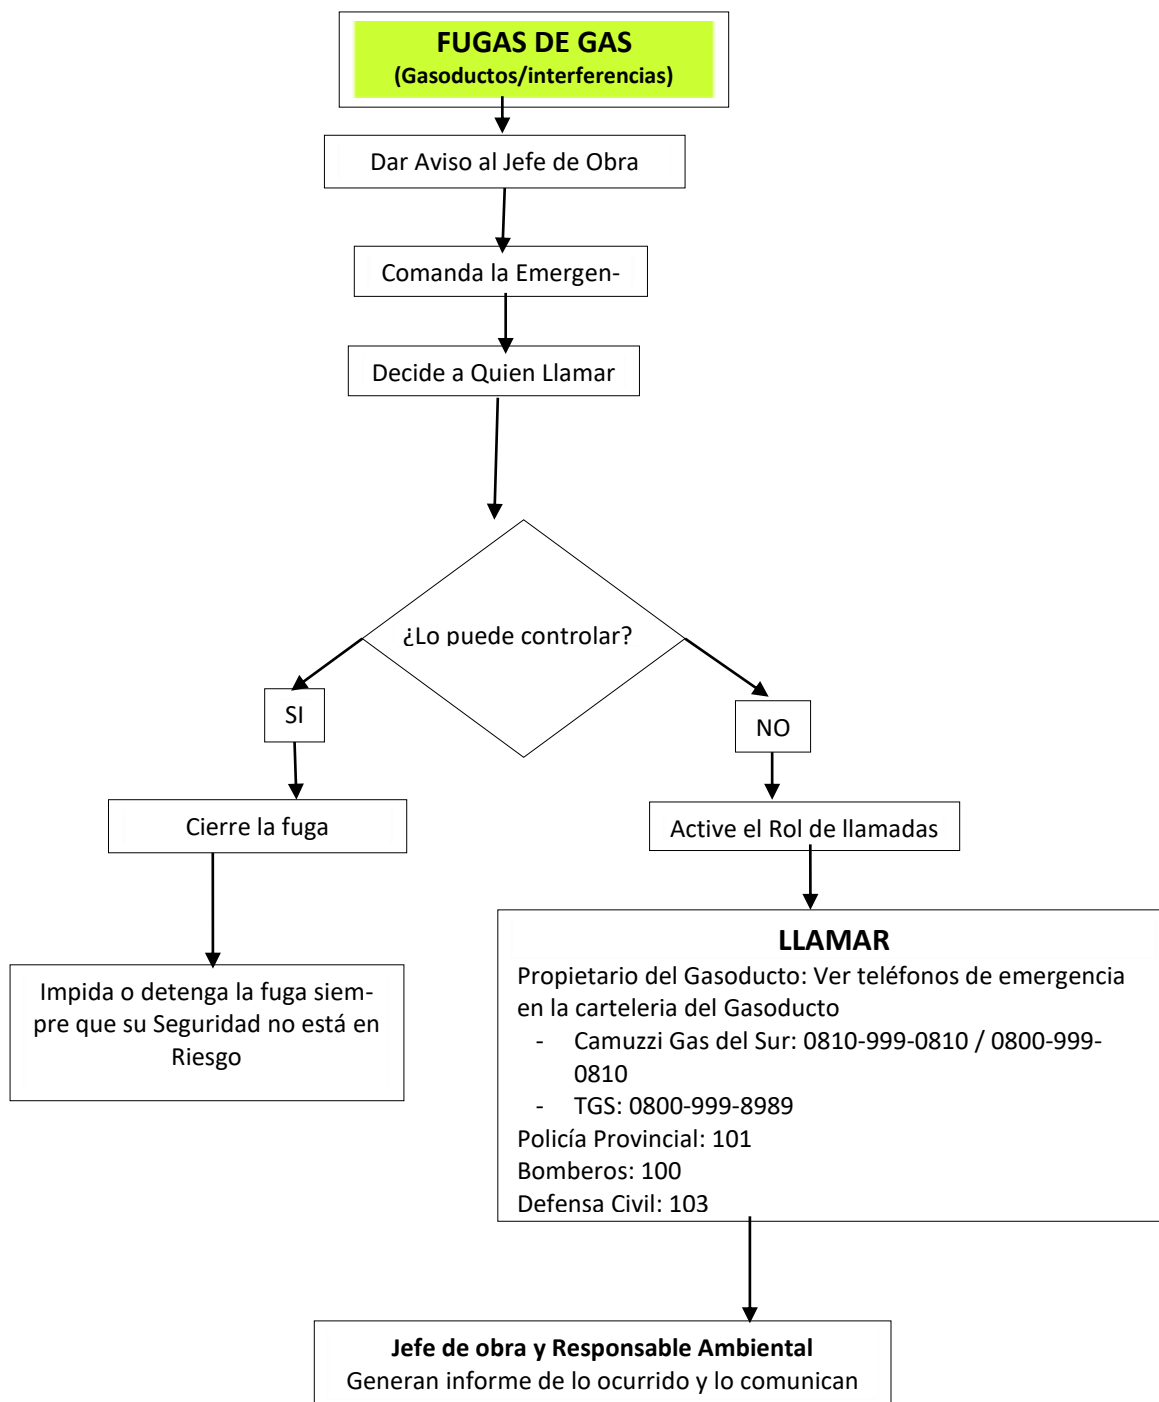 FUGAS DE GAS
(Gasoductos/interferencias)
Dar Aviso al Jefe de Obra
Comanda la Emergen-
Decide a Quien Llamar
¿Lo puede controlar?
SI
NO
Cierre la fuga
Active el Rol de llamadas
Impida o detenga la fuga siem-
pre que su Seguridad no está en
Riesgo
LLAMAR
Propietario del Gasoducto: Ver teléfonos de emergencia
en la carteleria del Gasoducto
- Camuzzi Gas del Sur: 0810-999-0810 / 0800-999-
0810
- TGS: 0800-999-8989
Policía Provincial: 101
Bomberos: 100
Defensa Civil: 103
Jefe de obra y Responsable Ambiental
Generan informe de lo ocurrido y lo comunican